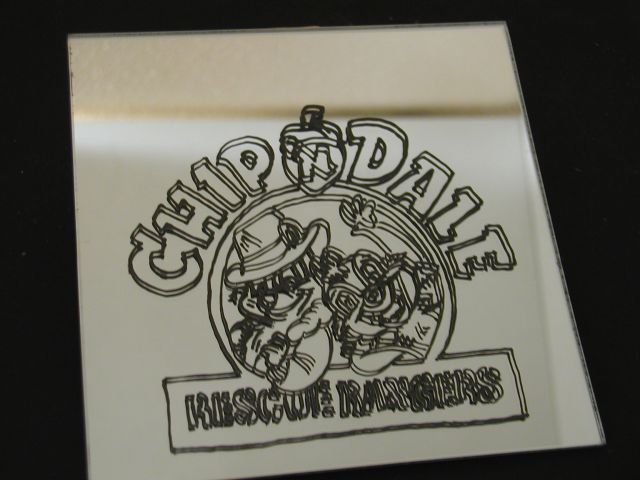 CHIP 'N DALE
RESCUE RANGERS